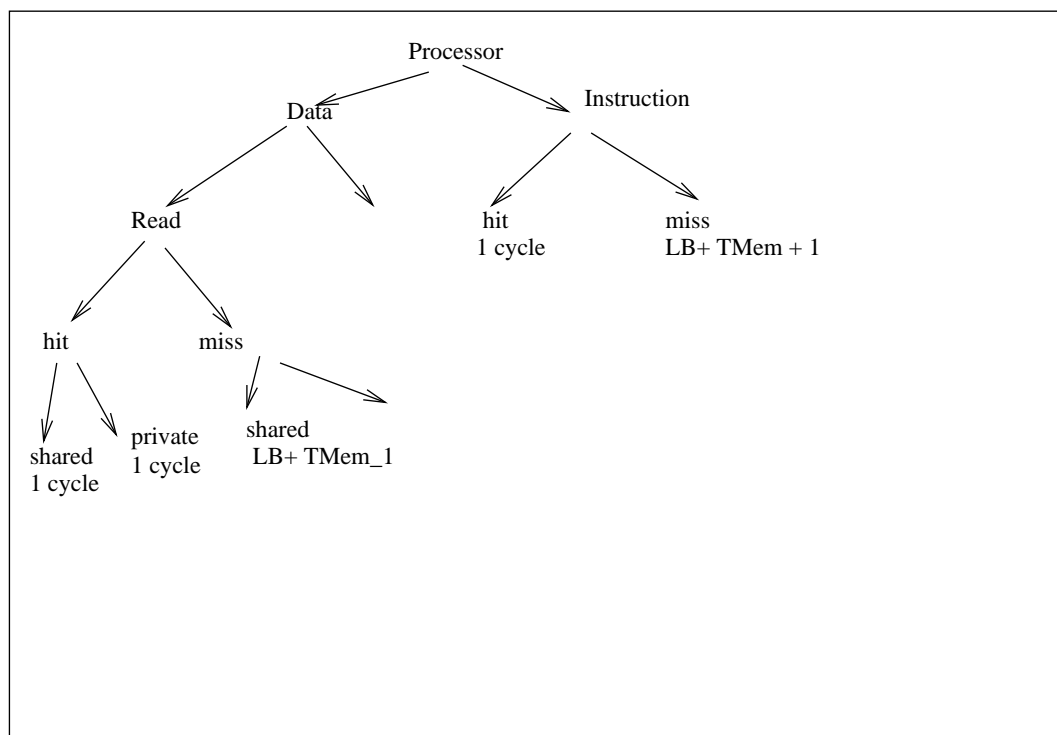 Processor
Data
Instruction
Read
hit
1 cycle
miss
LB+ TMem + 1
hit
miss
shared
1 cycle
private
1 cycle
shared
LB+ TMem_1